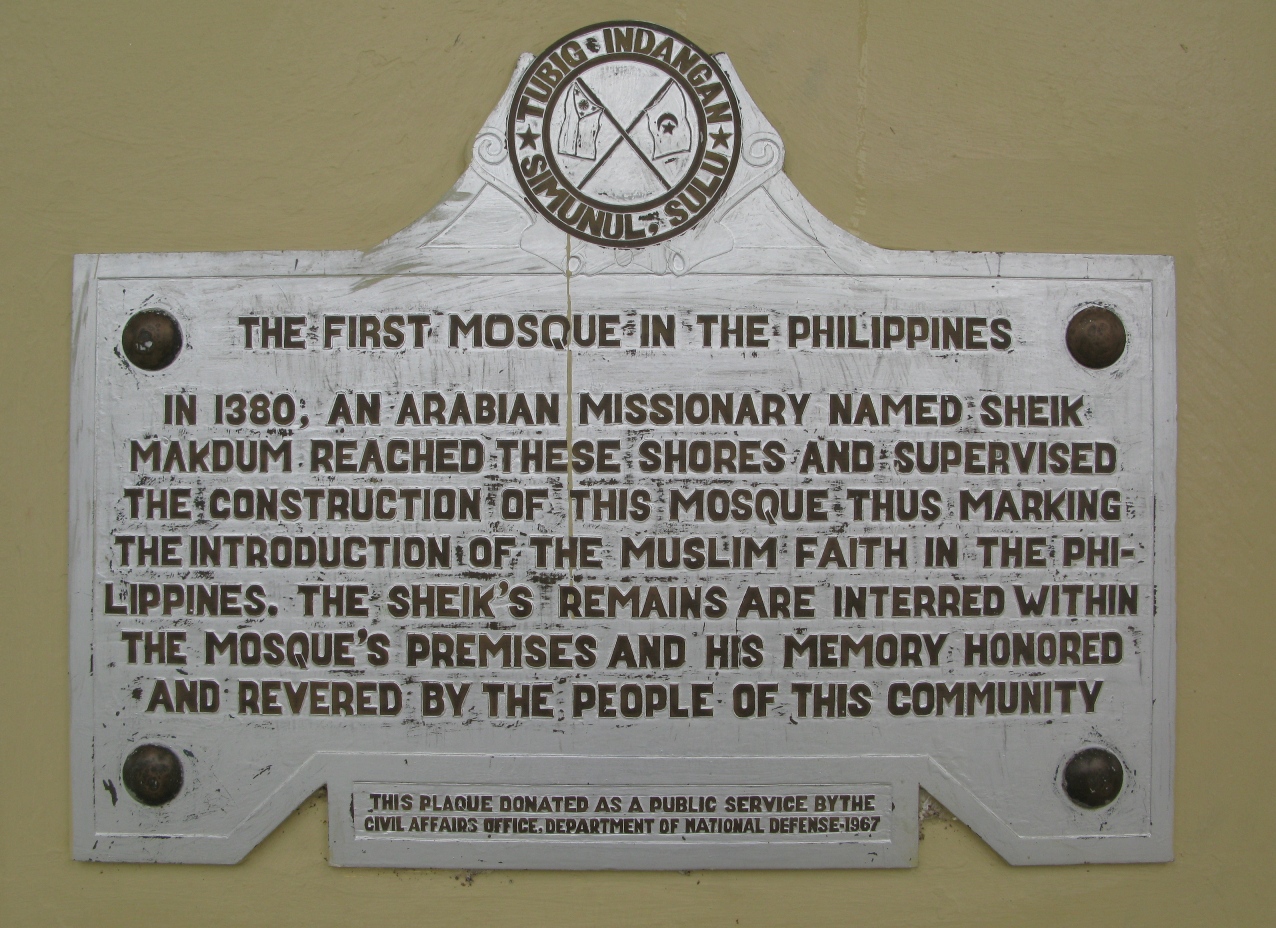 TUBIG INDANGAN
SIMUNUL, SULU
THE FIRST MOSQUE IN THE PHILIPPINES
IN 1380, AN ARABIAN MISSIONARY NAMED SHEIK
MAKDUM REACHED THESE SHORES AND SUPERVISED
THE CONSTRUCTION OF THIS MOSQUE THUS MARKING
THE INTRODUCTION OF THE MUSLIM FAITH IN THE PHI-
LIPPINES. THE SHEIK'S REMAINS ARE INTERRED WITHIN
THE MOSQUE'S PREMISES AND HIS MEMORY HONORED
AND REVERED BY THE PEOPLE OF THIS COMMUNITY
THIS PLAQUE DONATED AS A PUBLIC SERVICE BY THE
CIVIL AFFAIRS OFFICE, DEPARTMENT OF NATIONAL DEFENSE-1967